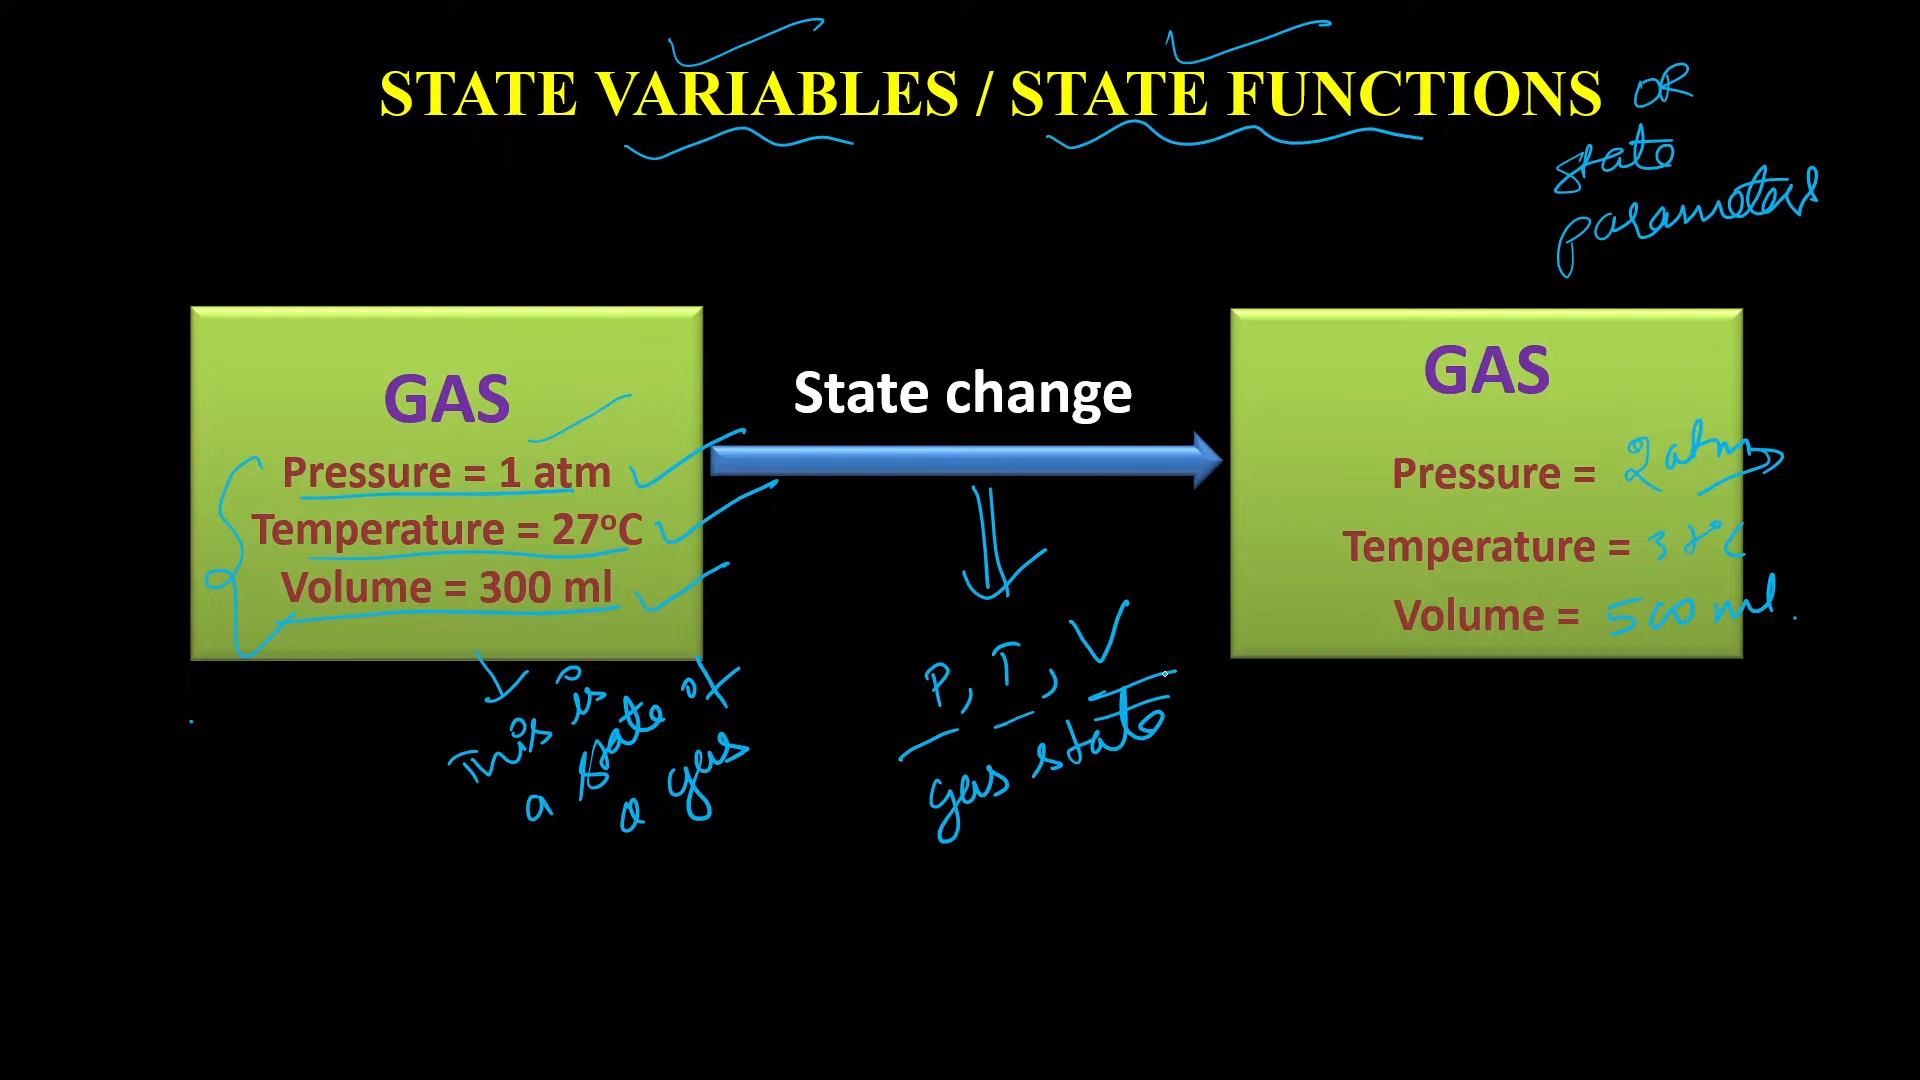 STATE VARIABLES / STATE FUNCTIONS OR
state
parameters
GAS
Pressure = 1 atm
Temperature = 27°C
Volume = 300 ml
This is
a state of
a gas
State change
P, T, V
gas state
GAS
Pressure = 2 atm
Temperature = 38°C
Volume = 500 ml.